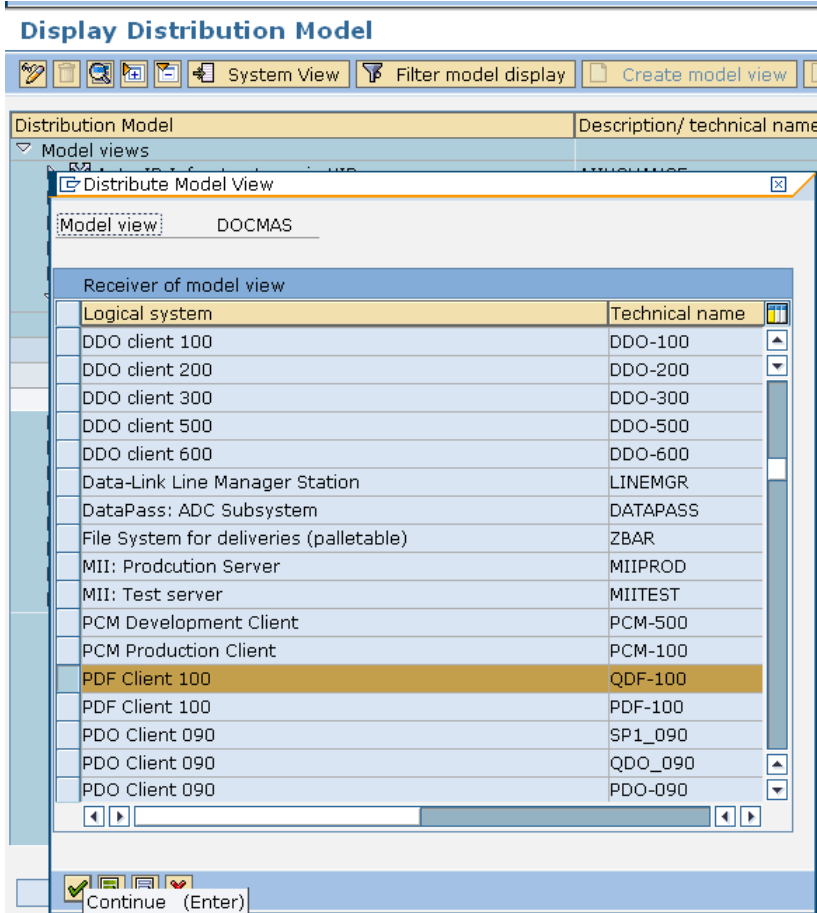 Display Distribution Model
System View Filter model display Create model view
Distribution Model Description/ technical name
Model views
Distribute Model View
Model view DOCMAS
Receiver of model view
Logical system Technical name
DDO client 100 DDO-100
DDO client 200 DDO-200
DDO client 300 DDO-300
DDO client 500 DDO-500
DDO client 600 DDO-600
Data-Link Line Manager Station LINEMGR
DataPass: ADC Subsystem DATAPASS
File System for deliveries (palletable) ZBAR
MII: Prodcution Server MIIPROD
MII: Test server MIITEST
PCM Development Client PCM-500
PCM Production Client PCM-100
PDF Client 100 QDF-100
PDF Client 100 PDF-100
PDO Client 090 SP1_090
PDO Client 090 QDO_090
PDO Client 090 PDO-090
Continue (Enter)